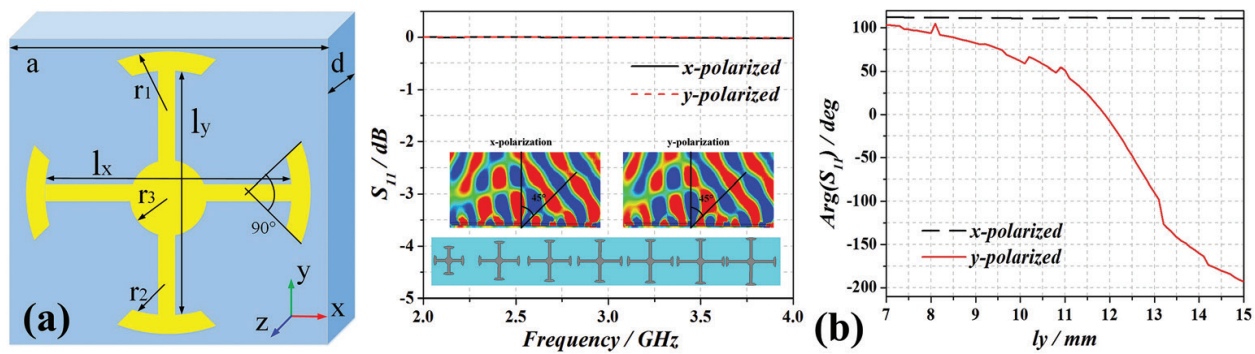 a
d
r1
ly
lx
r3
90°
r2
y
x
z
(a)
0
-1
-2
-3
-4
-5
S11 / dB
x-polarized
y-polarized
x-polarization
y-polarization
45°
45°
2.0 2.5 3.0 3.5 4.0
Frequency / GHz
(b)
100
50
0
-50
-100
-150
-200
Arg(S11) / deg
x-polarized
y-polarized
7 8 9 10 11 12 13 14 15
ly / mm